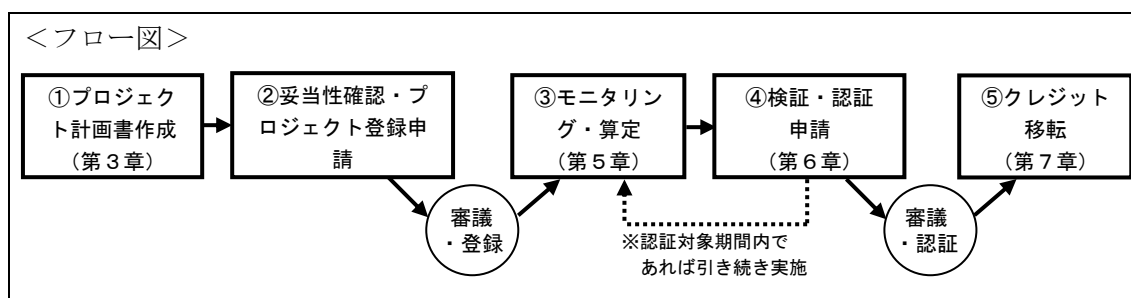 ＜フロー図＞
①プロジェク
ト計画書作成
（第３章）
②妥当性確認・プ
ロジェクト登録申
請
③モニタリン
グ・算定
（第５章）
④検証・認証
申請
（第６章）
⑤クレジット
移転
（第７章）
審議
・登録
※認証対象期間内で
あれば引き続き実施
審議
・認証